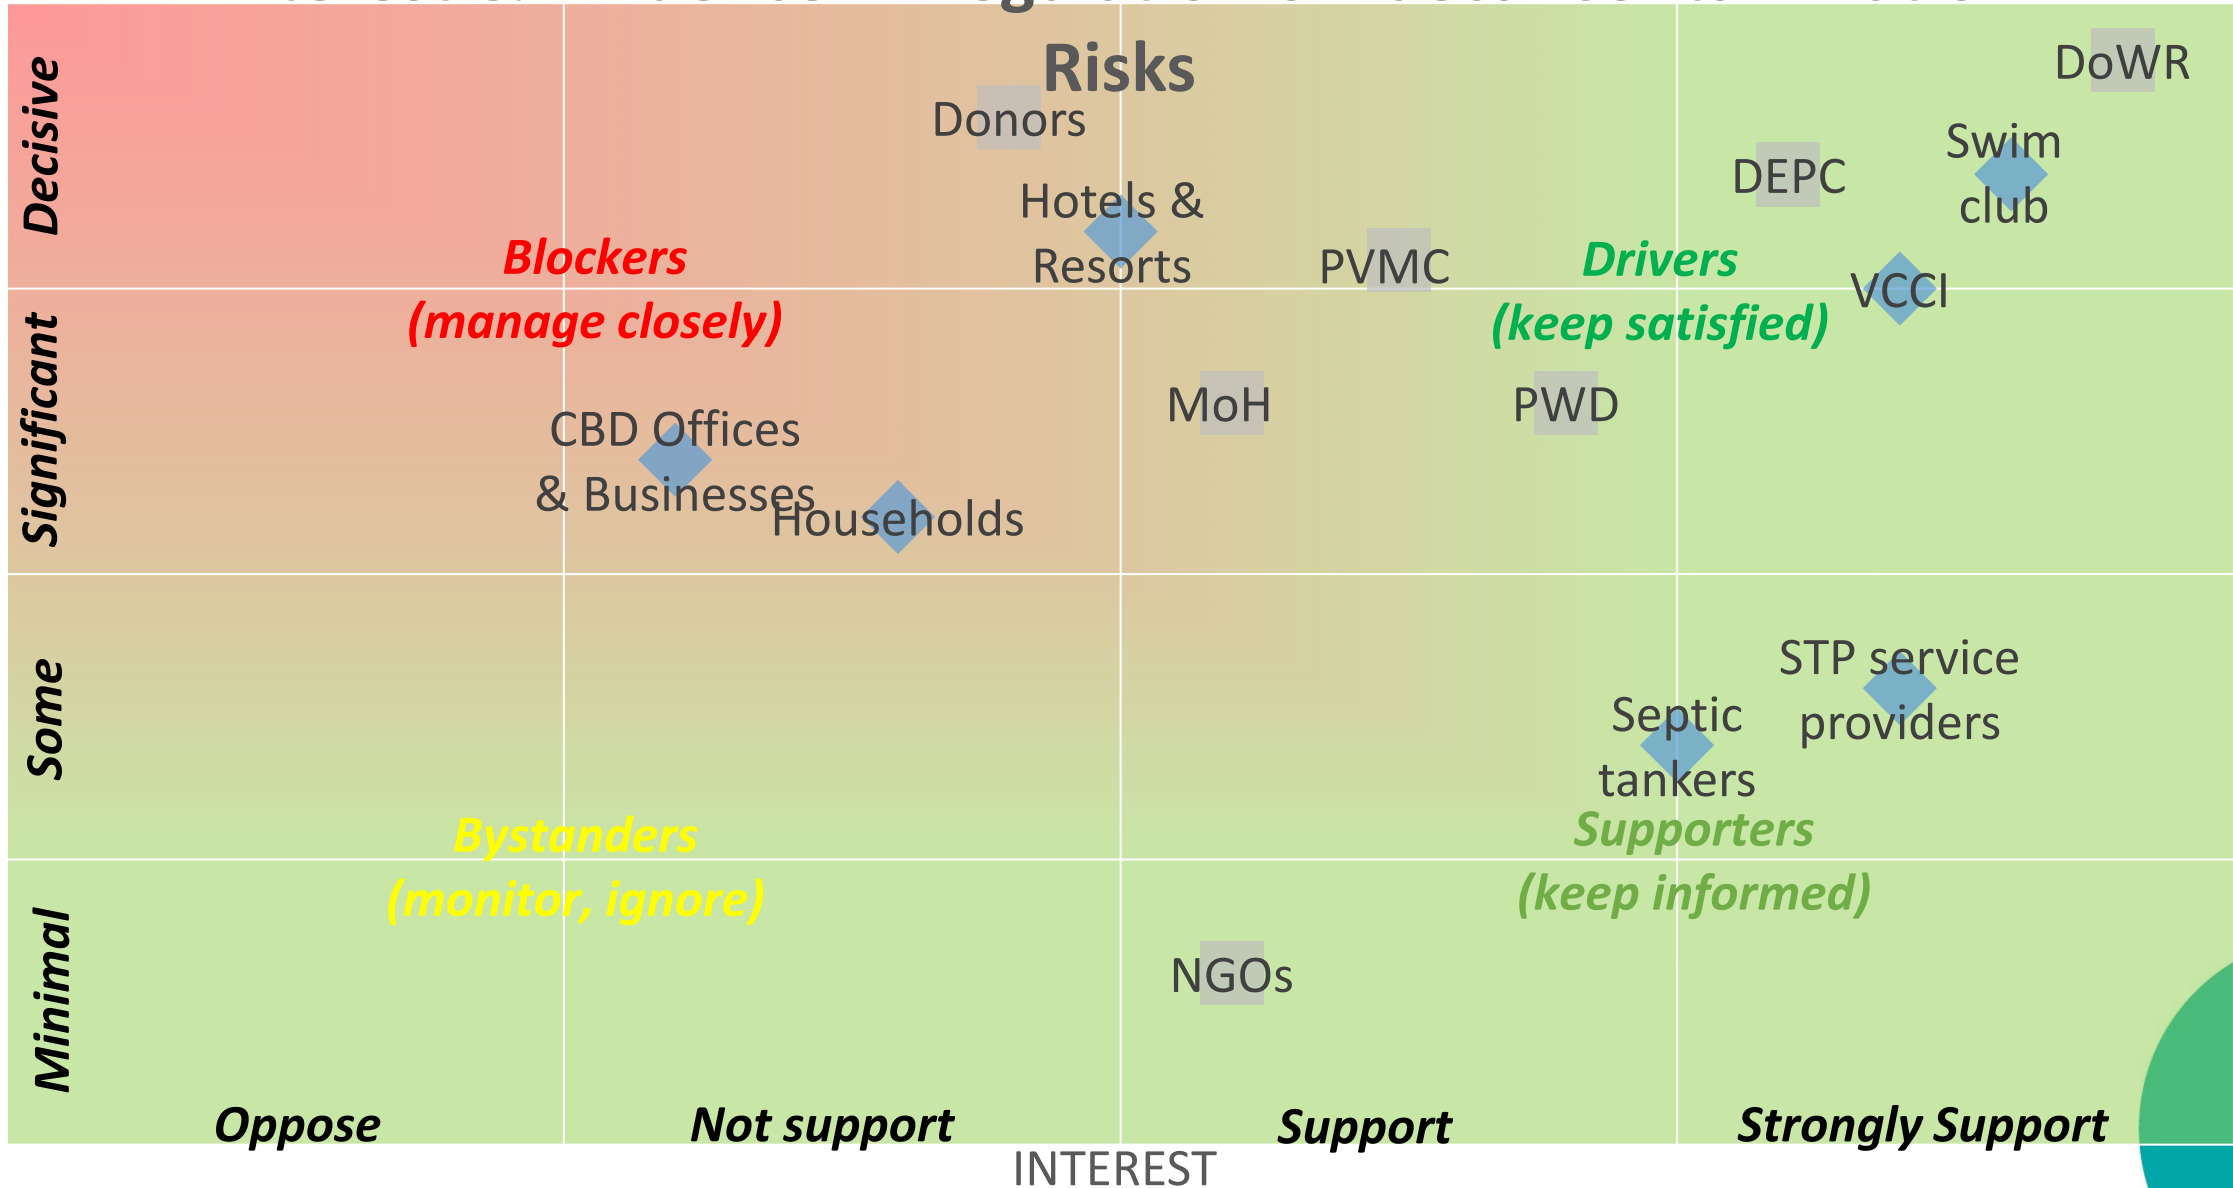 Risks
DoWR
Decisive
Donors
Swim
club
DEPC
Hotels &
Resorts
PVMC
Blockers
(manage closely)
Drivers
(keep satisfied)
VCCI
Significant
MoH
PWD
CBD Offices
& Businesses
Households
Some
STP service
providers
Septic
tankers
Bystanders
(monitor, ignore)
Supporters
(keep informed)
Minimal
NGOs
Oppose
Not support
Support
Strongly Support
INTEREST